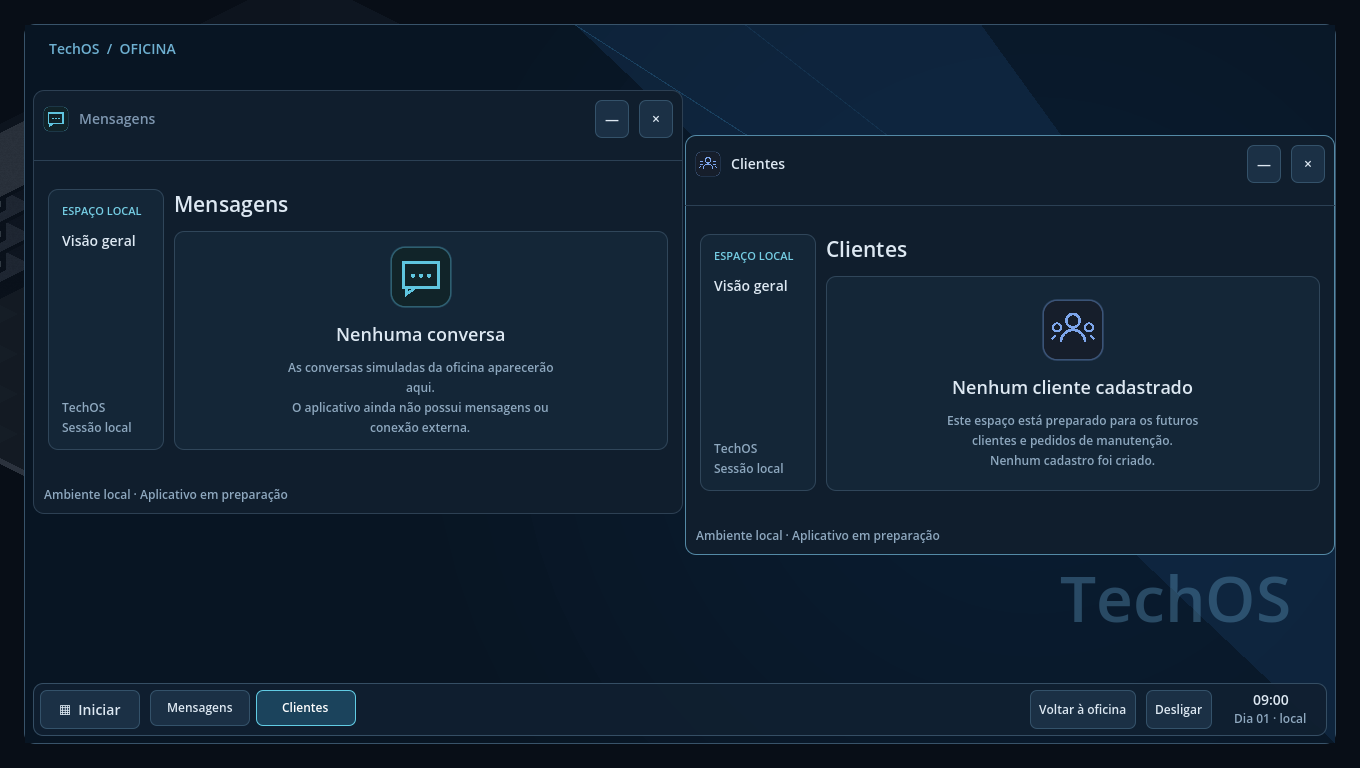 TechOS / OFICINA
Mensagens
— ×
ESPAÇO LOCAL
Visão geral
TechOS
Sessão local
Mensagens
Nenhuma conversa
As conversas simuladas da oficina aparecerão
aqui.
O aplicativo ainda não possui mensagens ou
conexão externa.
Ambiente local · Aplicativo em preparação
Clientes
— ×
ESPAÇO LOCAL
Visão geral
TechOS
Sessão local
Clientes
Nenhum cliente cadastrado
Este espaço está preparado para os futuros
clientes e pedidos de manutenção.
Nenhum cadastro foi criado.
Ambiente local · Aplicativo em preparação
TechOS
Iniciar
Mensagens
Clientes
Voltar à oficina
Desligar
09:00
Dia 01 · local